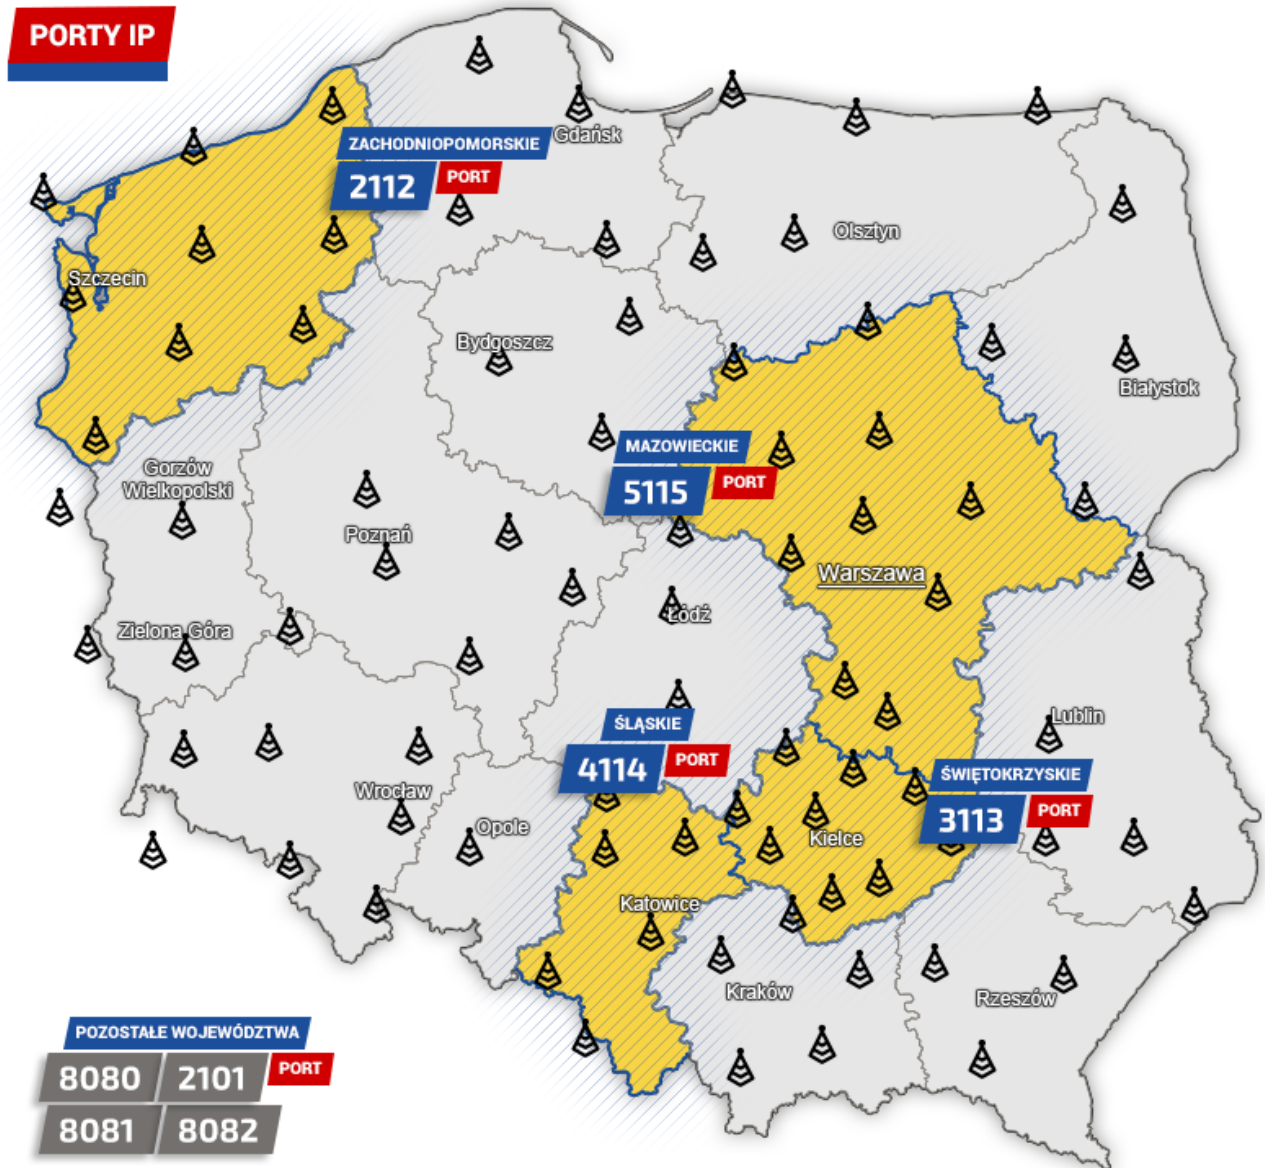 PORTY IP
ZACHODNIOPOMORSKIE
2112 PORT
Gdańsk
Olsztyn
Szczecin
Bydgoszcz
Białystok
MAZOWIECKIE
5115 PORT
Gorzów
Wielkopolski
Poznań
Warszawa
Łódź
Zielona Góra
Lublin
ŚLĄSKIE
4114 PORT
ŚWIĘTOKRZYSKIE
3113 PORT
Wrocław
Opole
Kielce
Katowice
Kraków
Rzeszów
POZOSTAŁE WOJEWÓDZTWA
8080 2101 PORT
8081 8082